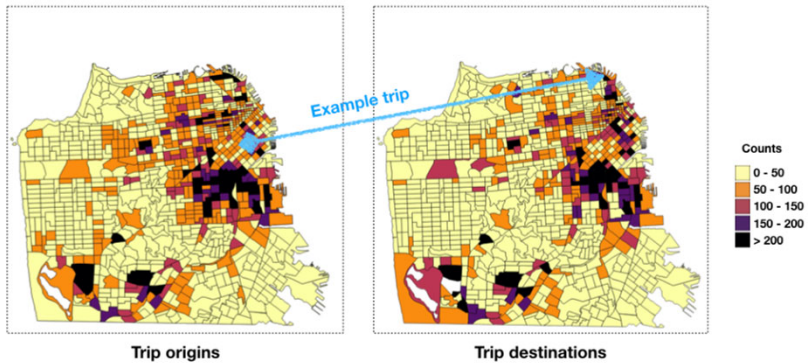 Example trip
Counts
0 - 50
50 - 100
100 - 150
150 - 200
> 200
Trip origins
Trip destinations